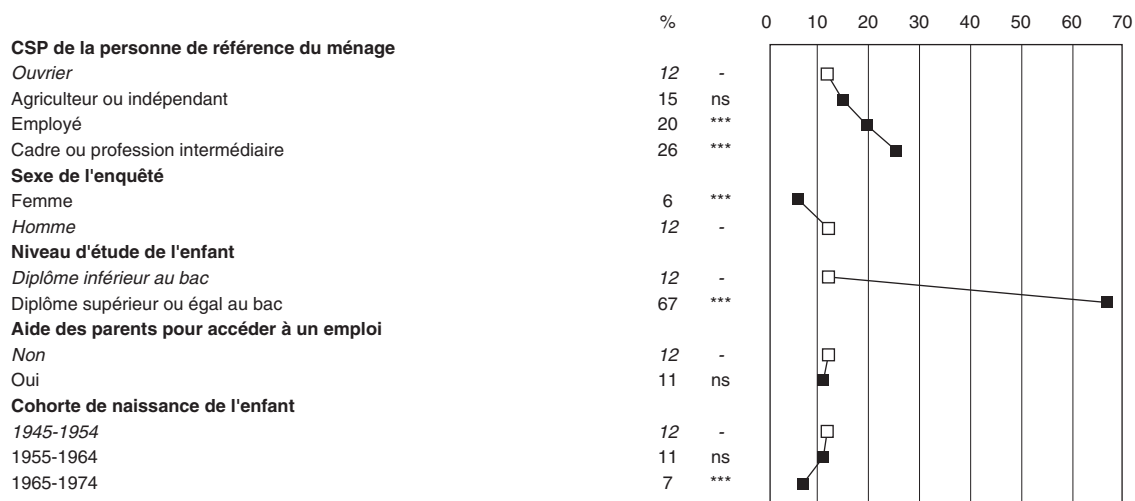 % 0 10 20 30 40 50 60 70
CSP de la personne de référence du ménage
Ouvrier 12 -
Agriculteur ou indépendant 15 ns
Employé 20 ***
Cadre ou profession intermédiaire 26 ***
Sexe de l'enquêté
Femme 6 ***
Homme 12 -
Niveau d'étude de l'enfant
Diplôme inférieur au bac 12 -
Diplôme supérieur ou égal au bac 67 ***
Aide des parents pour accéder à un emploi
Non 12 -
Oui 11 ns
Cohorte de naissance de l'enfant
1945-1954 12 -
1955-1964 11 ns
1965-1974 7 ***